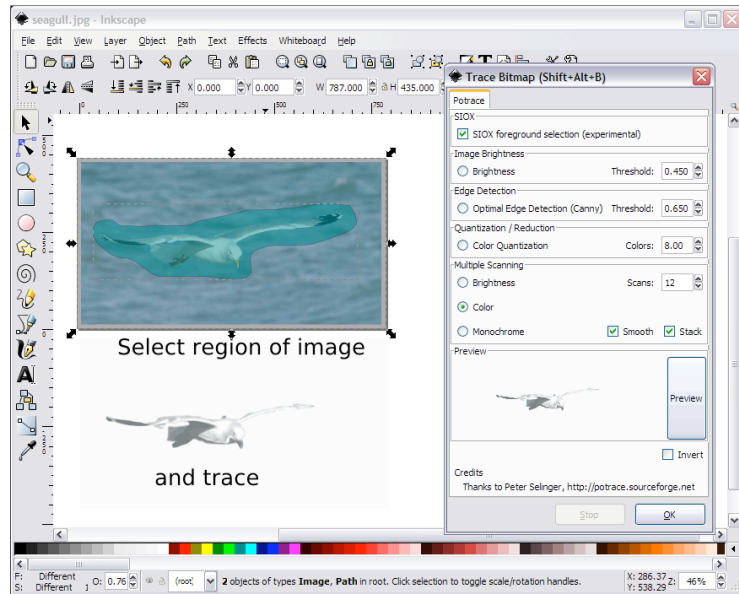 seagull.jpg - Inkscape
File Edit View Layer Object Path Text Effects Whiteboard Help
X 0.000 Y 0.000 W 787.000 H 435.000
Trace Bitmap (Shift+Alt+B)
Potrace
SIOX
SIOX foreground selection (experimental)
Image Brightness
Brightness Threshold: 0.450
Edge Detection
Optimal Edge Detection (Canny) Threshold: 0.650
Quantization / Reduction
Color Quantization Colors: 8.00
Multiple Scanning
Brightness Scans: 12
Color
Monochrome Smooth Stack
Preview
Preview
Invert
Credits
Thanks to Peter Selinger, http://potrace.sourceforge.net
Stop OK
0 250 500 750
Select region of image
and trace
F: Different
S: Different 1
O: 0.76
(root)
2 objects of types Image, Path in root. Click selection to toggle scale/rotation handles.
X: 286.37
Y: 538.29
Z: 46%